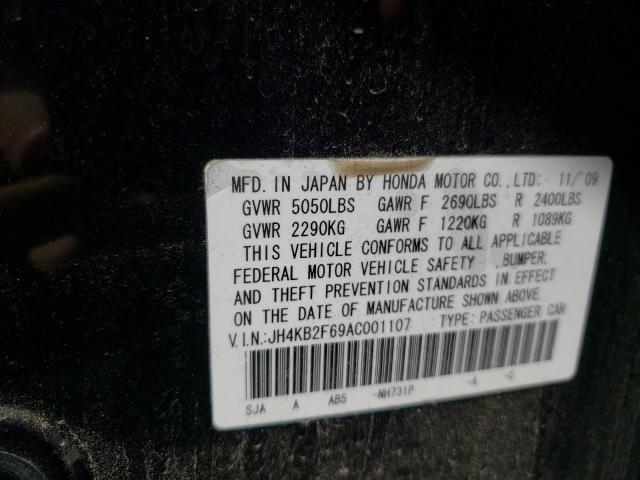 MFD. IN JAPAN BY HONDA MOTOR CO.,LTD. 11/'09
GVWR 5050LBS GAWR F 2690LBS R 2400LBS
GVWR 2290KG GAWR F 1220KG R 1089KG
THIS VEHICLE CONFORMS TO ALL APPLICABLE
FEDERAL MOTOR VEHICLE SAFETY ,BUMPER,
AND THEFT PREVENTION STANDARDS IN EFFECT
ON THE DATE OF MANUFACTURE SHOWN ABOVE.
V.I.N.:JH4KB2F69AC001107 TYPE: PASSENGER CAR
SJA A AB5 -NH731P -A